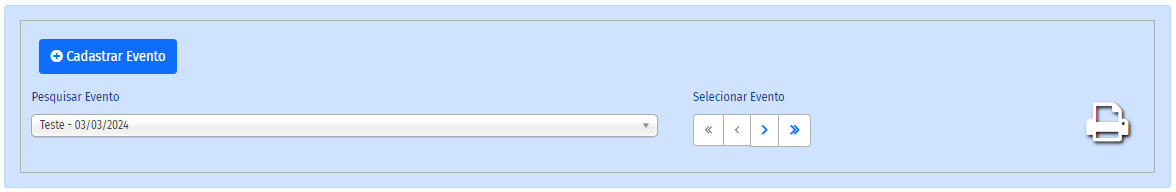 Cadastrar Evento
Pesquisar Evento
Selecionar Evento
Teste - 03/03/2024
« ‹ › »